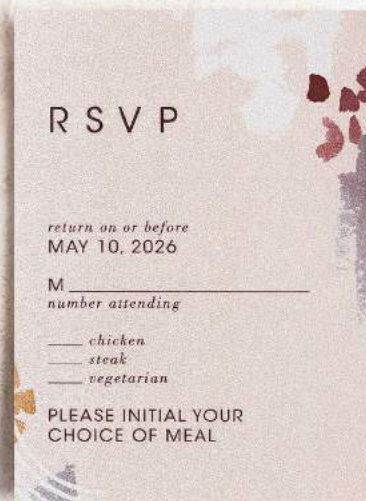 RSVP
return on or before
MAY 10, 2026
M
number attending
chicken
steak
vegetarian
PLEASE INITIAL YOUR
CHOICE OF MEAL